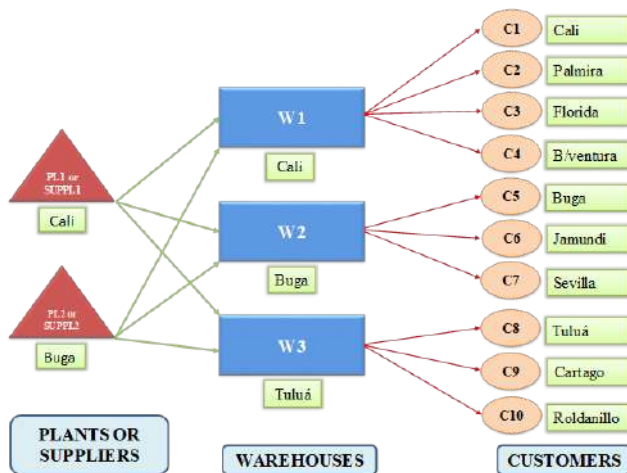 PL1 or
SUPPL1
Cali
PL2 or
SUPPL2
Buga
PLANTS OR
SUPPLIERS
W1
Cali
W2
Buga
W3
Tuluá
WAREHOUSES
C1 Cali
C2 Palmira
C3 Florida
C4 B/ventura
C5 Buga
C6 Jamundi
C7 Sevilla
C8 Tuluá
C9 Cartago
C10 Roldanillo
CUSTOMERS